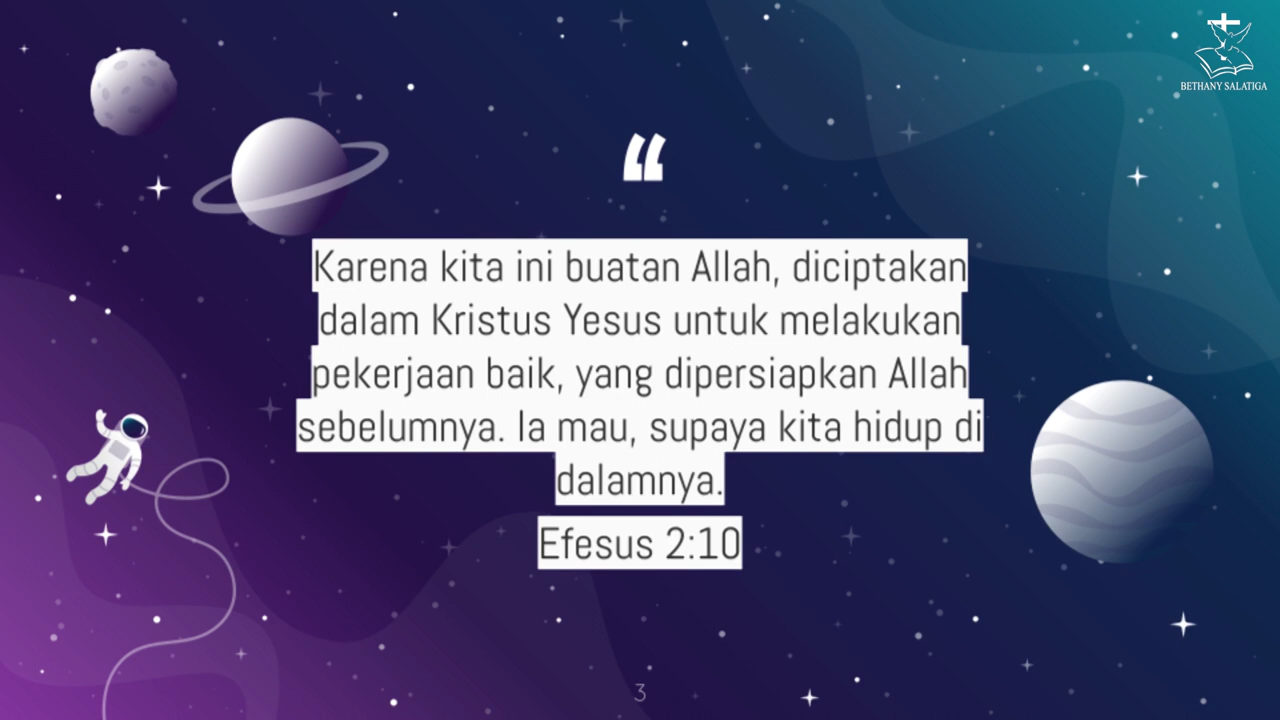 BETHANY SALATIGA
“
Karena kita ini buatan Allah, diciptakan
dalam Kristus Yesus untuk melakukan
pekerjaan baik, yang dipersiapkan Allah
sebelumnya. Ia mau, supaya kita hidup di
dalamnya.
Efesus 2:10
3